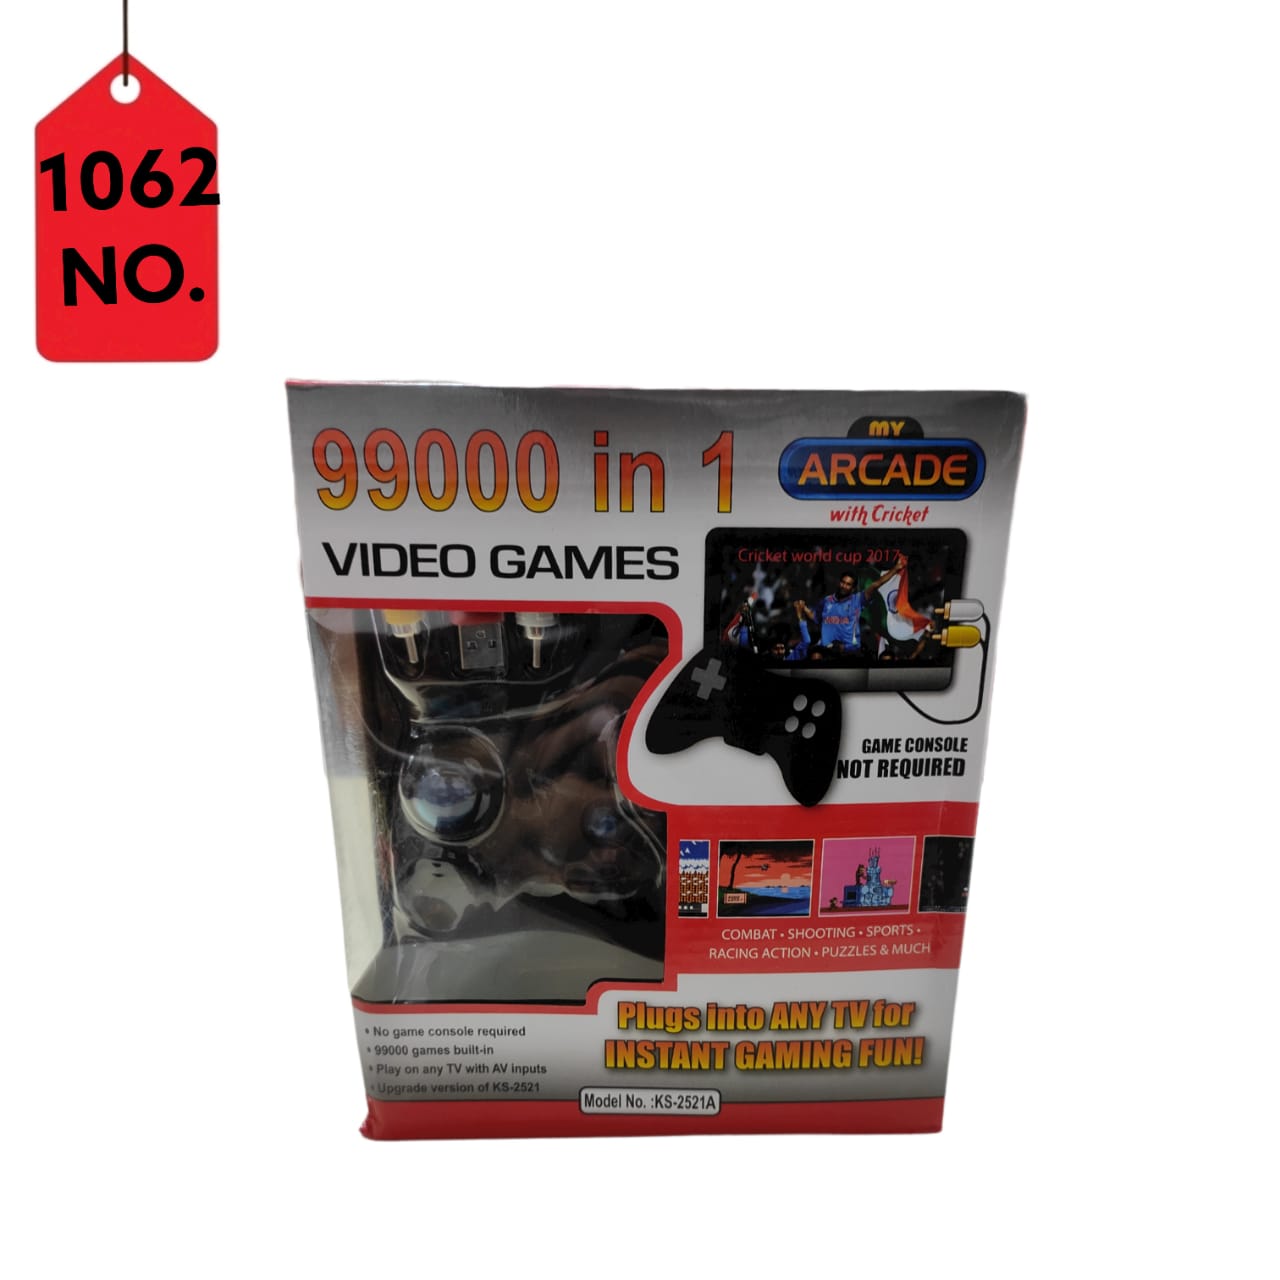 1062
NO.
99000 in 1
VIDEO GAMES
MY
ARCADE
with Cricket
Cricket world cup 2017
GAME CONSOLE
NOT REQUIRED
COMBAT • SHOOTING • SPORTS •
RACING ACTION • PUZZLES & MUCH
Plugs into ANY TV for
INSTANT GAMING FUN!
• No game console required
• 99000 games built-in
• Play on any TV with AV inputs
• Upgrade version of KS-2521
Model No. :KS-2521A